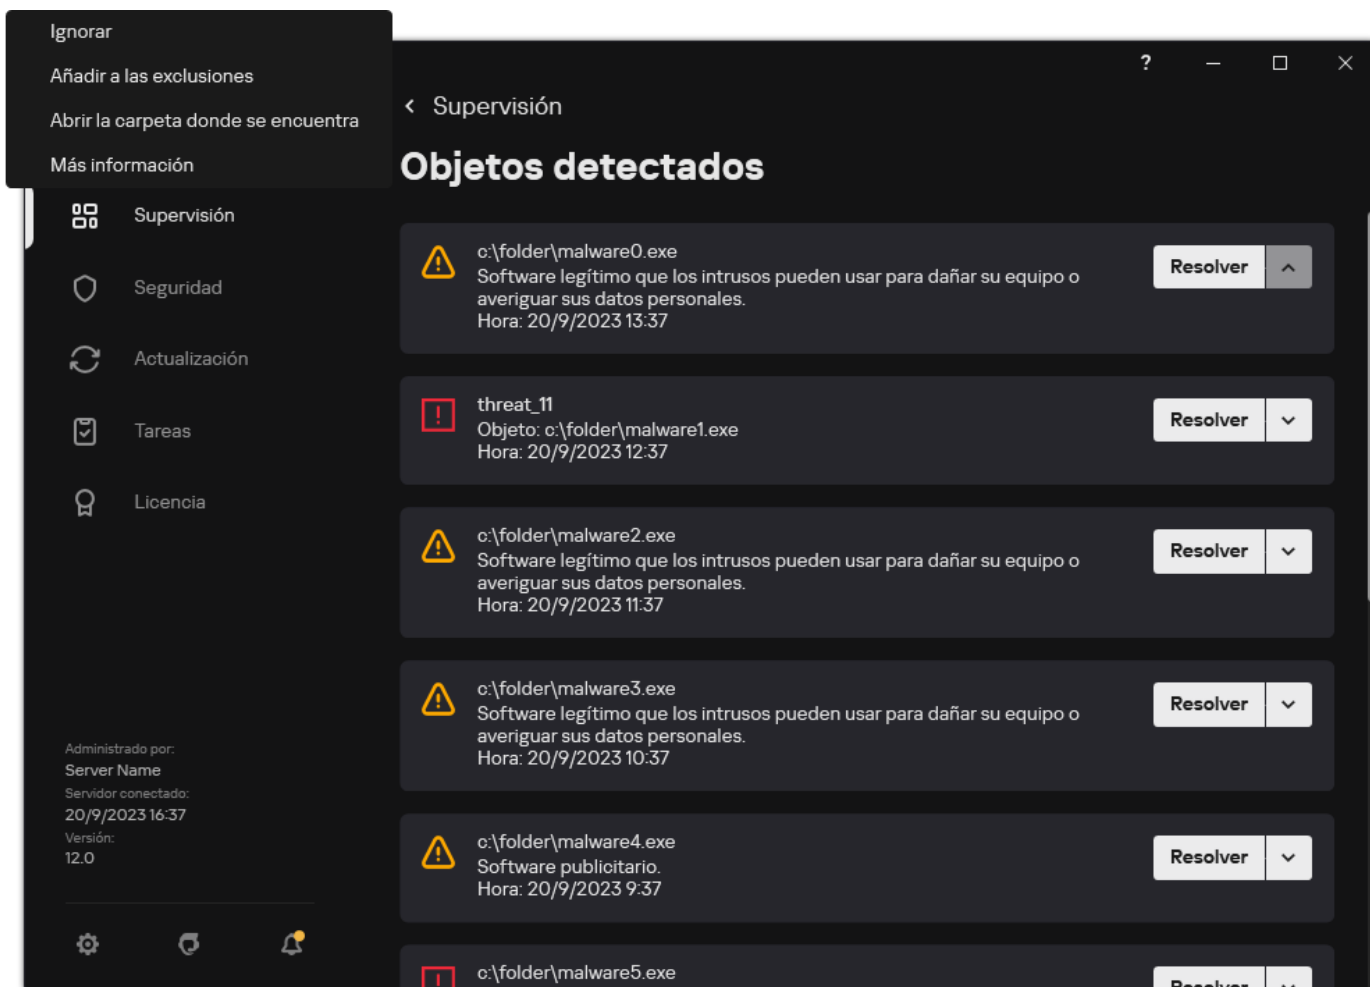 Ignorar
Añadir a las exclusiones
Abrir la carpeta donde se encuentra
Más información
?
Supervisión
Objetos detectados
Supervisión
Seguridad
Actualización
Tareas
Licencia
Administrado por:
Server Name
Servidor conectado:
20/9/2023 16:37
Versión:
12.0
c:\folder\malware0.exe
Software legítimo que los intrusos pueden usar para dañar su equipo o
averiguar sus datos personales.
Hora: 20/9/2023 13:37
Resolver
threat_11
Objeto: c:\folder\malware1.exe
Hora: 20/9/2023 12:37
Resolver
c:\folder\malware2.exe
Software legítimo que los intrusos pueden usar para dañar su equipo o
averiguar sus datos personales.
Hora: 20/9/2023 11:37
Resolver
c:\folder\malware3.exe
Software legítimo que los intrusos pueden usar para dañar su equipo o
averiguar sus datos personales.
Hora: 20/9/2023 10:37
Resolver
c:\folder\malware4.exe
Software publicitario.
Hora: 20/9/2023 9:37
Resolver
c:\folder\malware5.exe
Resolver